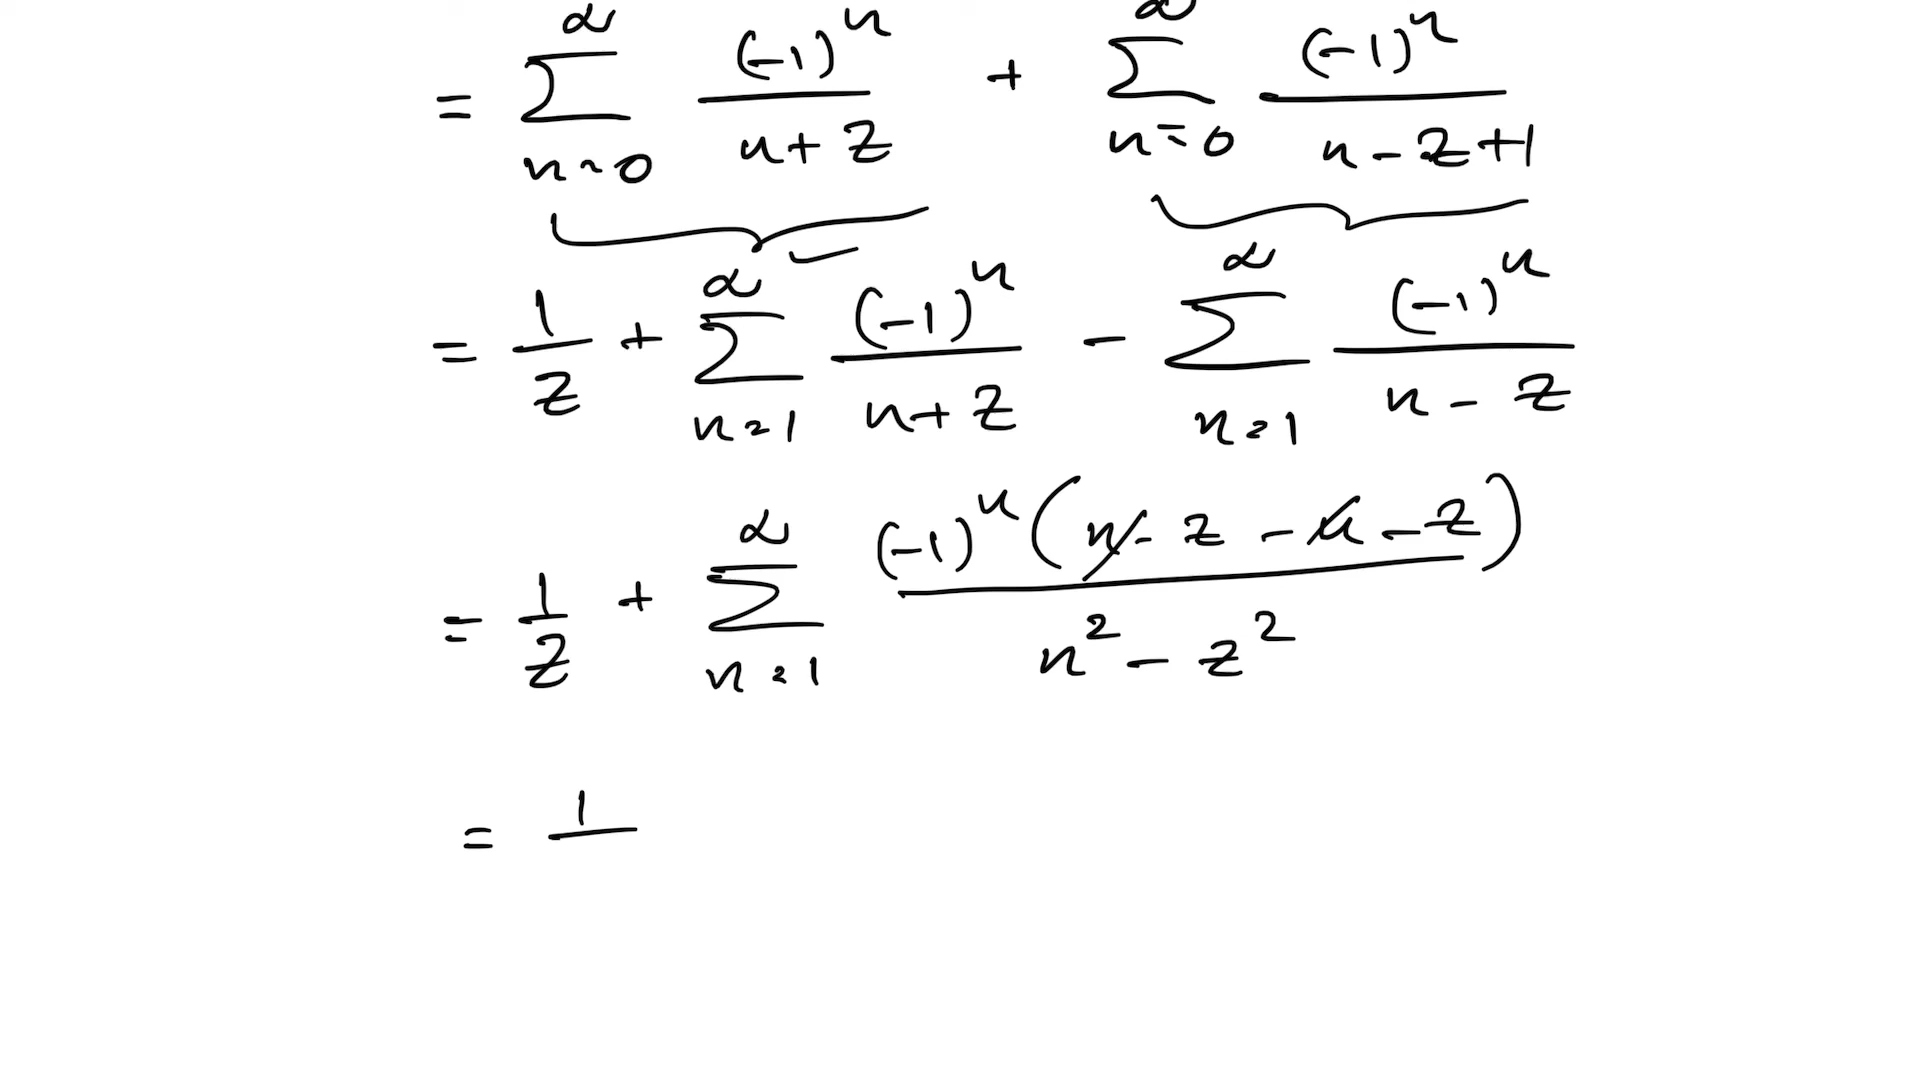 = ∑_{n=0}^{∞} (-1)^n / (n+z) + ∑_{n=0}^{∞} (-1)^n / (n-z+1)
= 1/z + ∑_{n=1}^{∞} (-1)^n / (n+z) - ∑_{n=1}^{∞} (-1)^n / (n-z)
= 1/z + ∑_{n=1}^{∞} (-1)^n (n-z-n-z) / (n^2-z^2)
= 1/